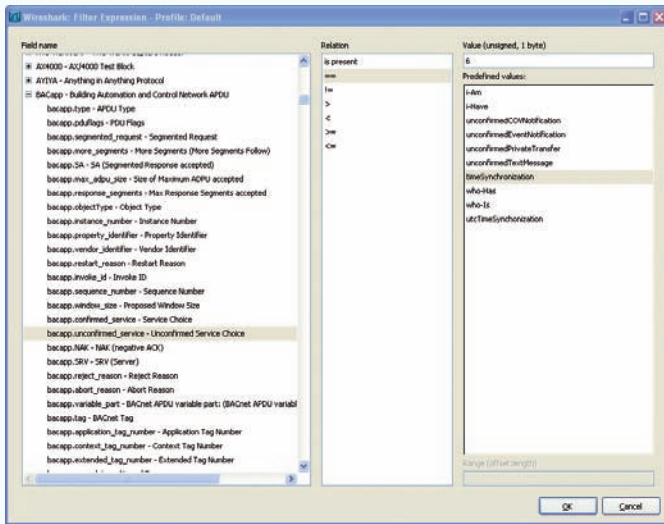 Wireshark: Filter Expression - Profile: Default
Field name
AX4000 - AX/4000 Test Block
AYIYA - Anything in Anything Protocol
BACapp - Building Automation and Control Network APDU
bacapp.type - APDU Type
bacapp.pduflags - PDU Flags
bacapp.segmented_request - Segmented Request
bacapp.more_segments - More Segments (More Segments Follow)
bacapp.SA - SA (Segmented Response accepted)
bacapp.max_adpu_size - Size of Maximum ADPU accepted
bacapp.response_segments - Max Response Segments accepted
bacapp.objectType - Object Type
bacapp.instance_number - Instance Number
bacapp.property_identifier - Property Identifier
bacapp.vendor_identifier - Vendor Identifier
bacapp.restart_reason - Restart Reason
bacapp.invoke_id - Invoke ID
bacapp.sequence_number - Sequence Number
bacapp.window_size - Proposed Window Size
bacapp.confirmed_service - Service Choice
bacapp.unconfirmed_service - Unconfirmed Service Choice
bacapp.NAK - NAK (negative ACK)
bacapp.SRV - SRV (Server)
bacapp.reject_reason - Reject Reason
bacapp.abort_reason - Abort Reason
bacapp.variable_part - BACnet APDU variable part: (BACnet APDU variabl
bacapp.tag - BACnet Tag
bacapp.application_tag_number - Application Tag Number
bacapp.context_tag_number - Context Tag Number
bacapp.extended_tag_number - Extended Tag Number
Relation
is present
==
!=
>
<
>=
<=
Value (unsigned, 1 byte)
6
Predefined values:
i-Am
i-Have
unconfirmedCOVNotification
unconfirmedEventNotification
unconfirmedPrivateTransfer
unconfirmedTextMessage
timeSynchronization
who-Has
who-Is
utcTimeSynchonization
Range (offset:length)
OK
Cancel